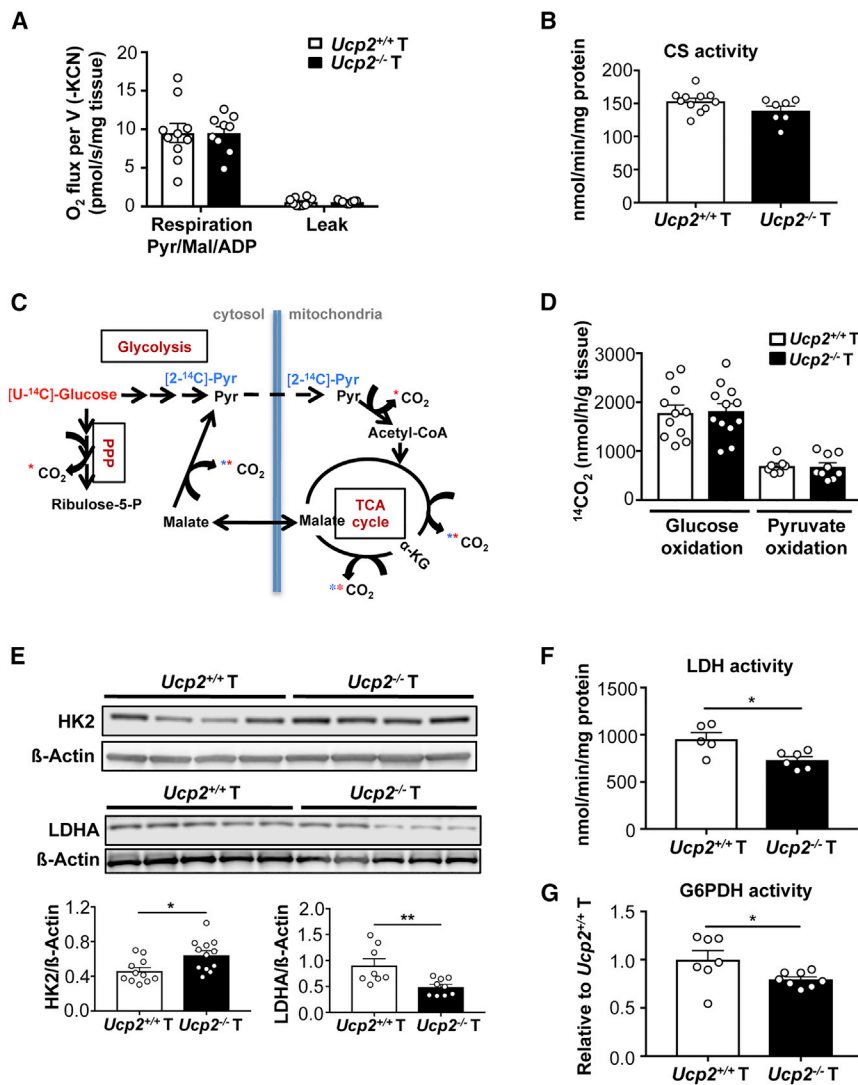 A
Ucp2+/+ T
Ucp2-/- T
O2 flux per V (-KCN)
(pmol/s/mg tissue)
20
15
10
5
0
Respiration
Pyr/Mal/ADP
Leak
B
CS activity
nmol/min/mg protein
250
200
150
100
50
0
Ucp2+/+ T
Ucp2-/- T
C
cytosol
mitochondria
Glycolysis
[2-14C]-Pyr
[2-14C]-Pyr
[U-14C]-Glucose
Pyr
Pyr
* CO2
Acetyl-CoA
PPP
* CO2
** CO2
Ribulose-5-P
Malate
Malate
TCA
cycle
** CO2
α-KG
** CO2
D
Ucp2+/+ T
Ucp2-/- T
14CO2 (nmol/h/g tissue)
3000
2000
1000
0
Glucose
oxidation
Pyruvate
oxidation
E
Ucp2+/+ T
Ucp2-/- T
HK2
ß-Actin
Ucp2+/+ T
Ucp2-/- T
LDHA
ß-Actin
HK2/ß-Actin
1.2
0.8
0.4
0
*
Ucp2+/+ T
Ucp2-/- T
LDHA/ß-Actin
2.0
1.5
1.0
0.5
0
**
Ucp2+/+ T
Ucp2-/- T
F
LDH activity
nmol/min/mg protein
1500
1000
500
0
*
Ucp2+/+ T
Ucp2-/- T
G
G6PDH activity
Relative to Ucp2+/+ T
1.5
1.0
0.5
0.0
*
Ucp2+/+ T
Ucp2-/- T